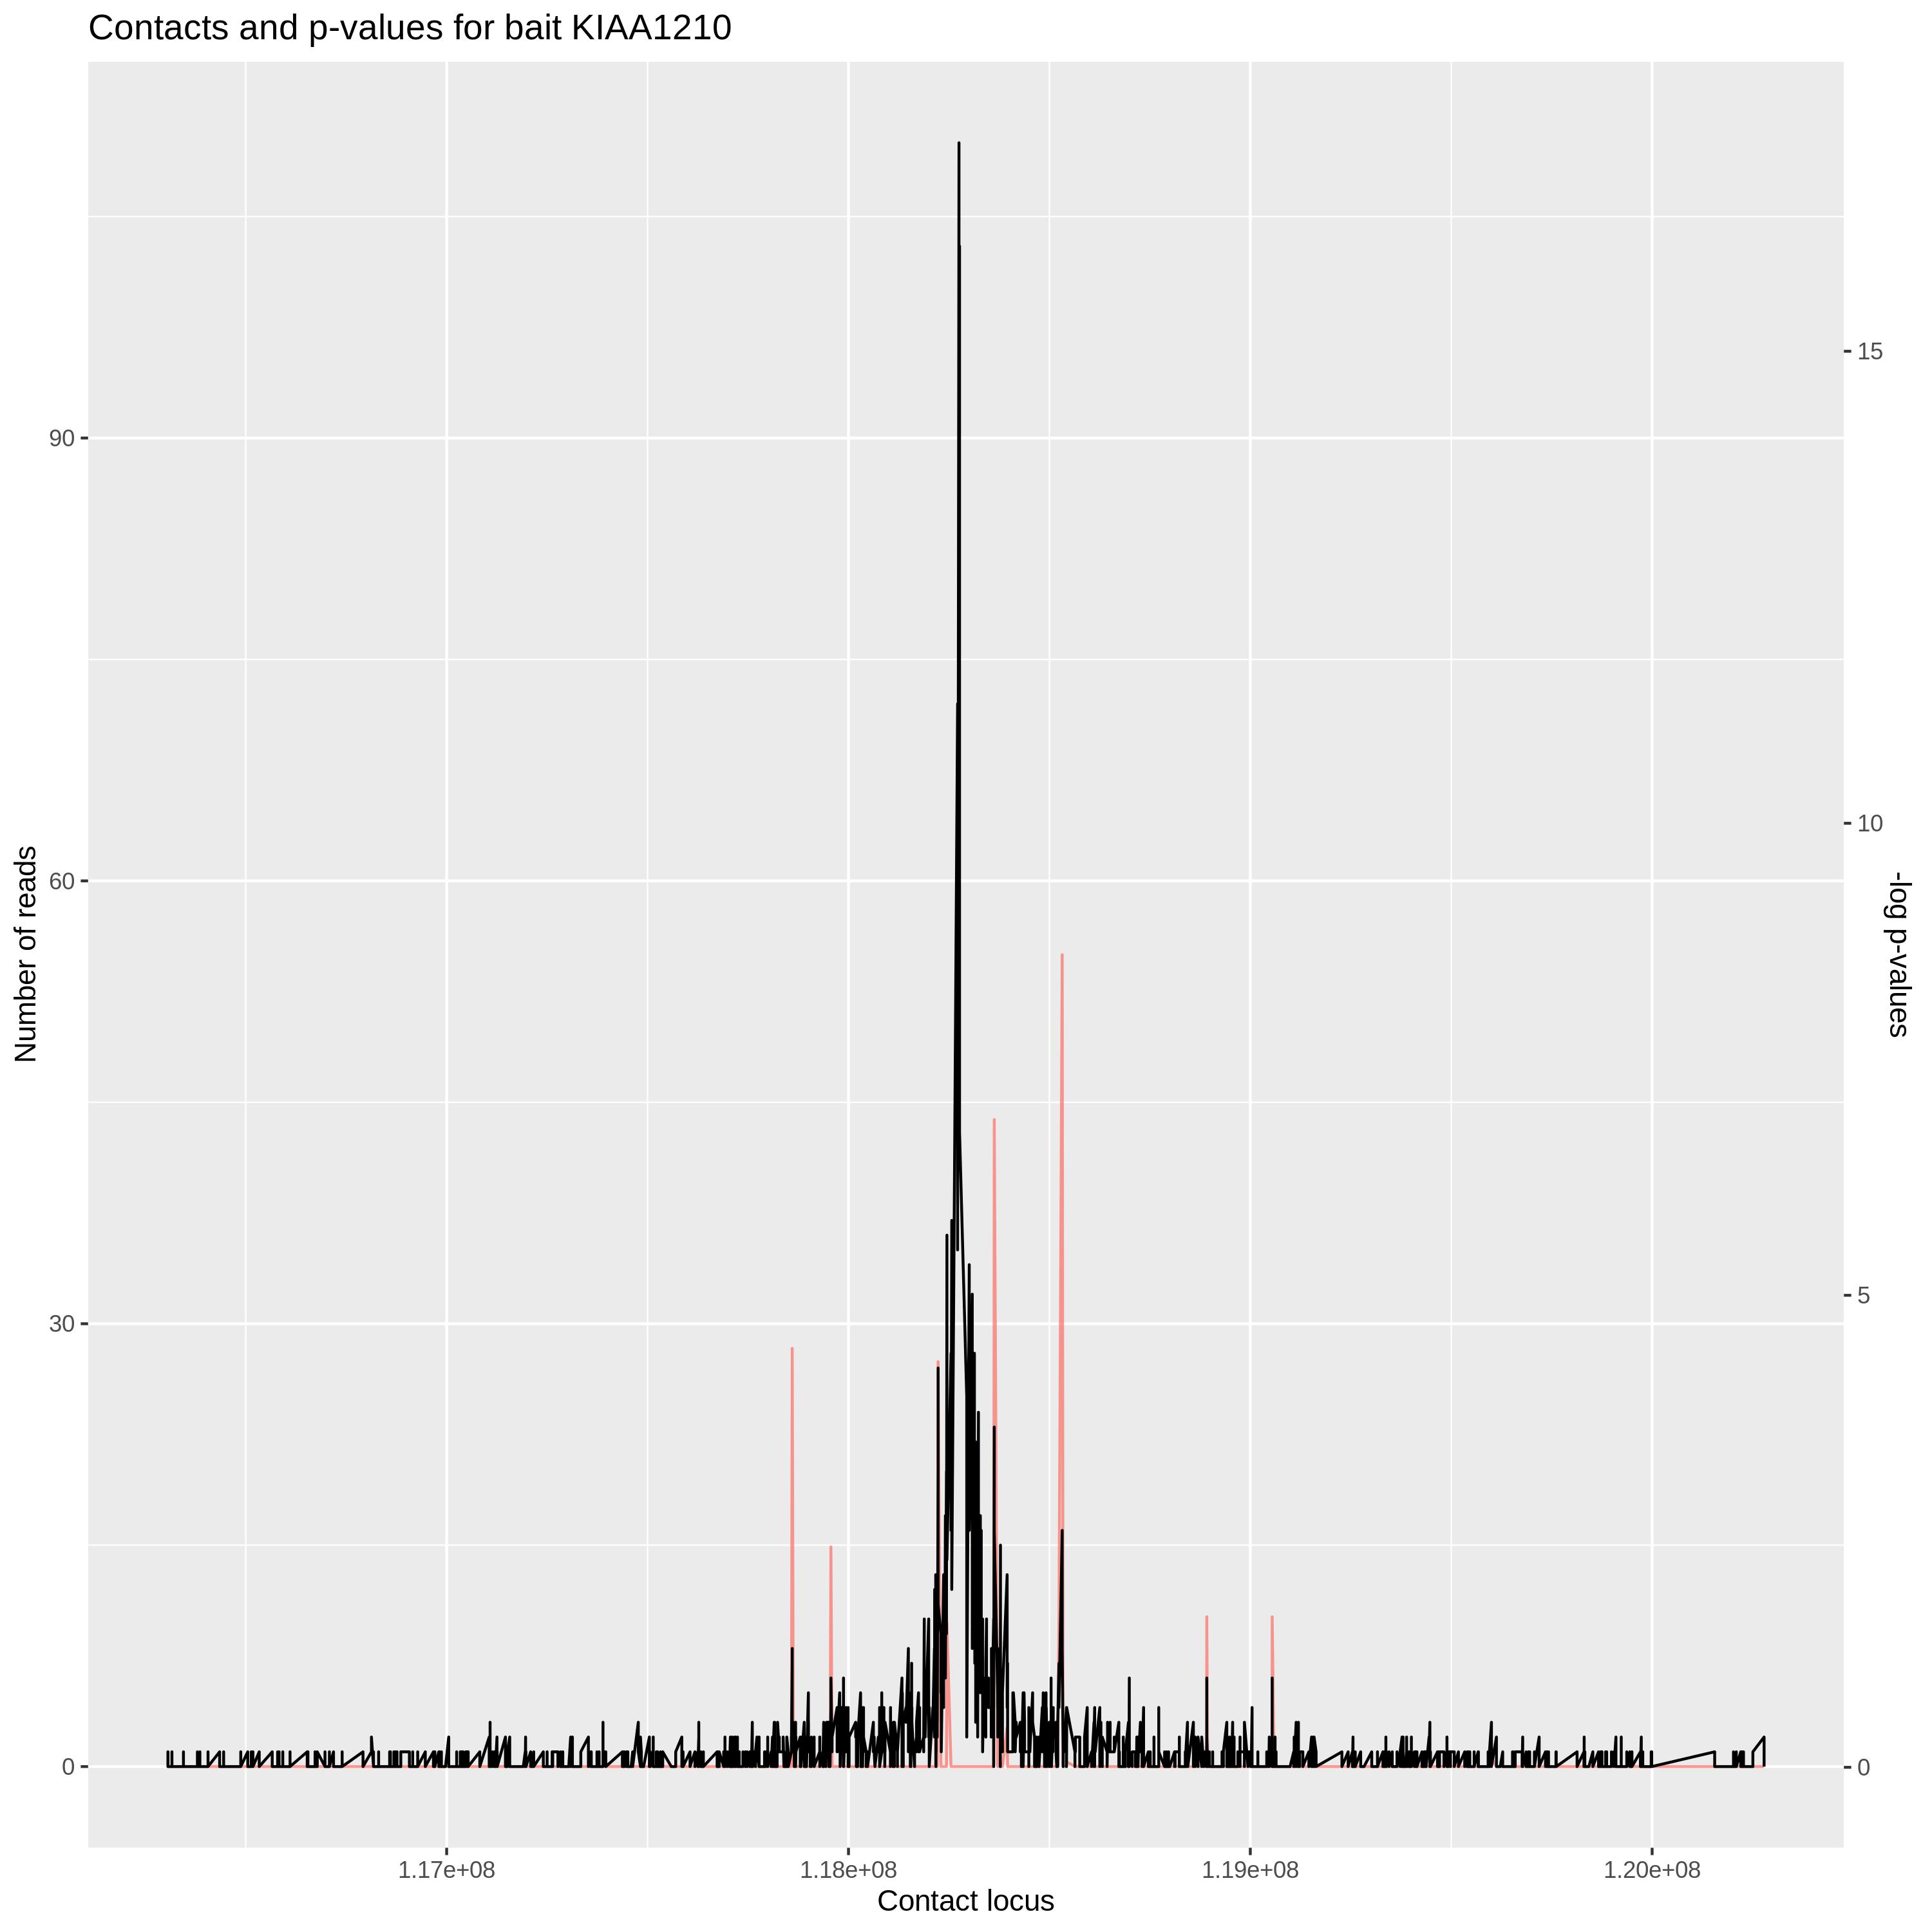 Contacts and p-values for bait KIAA1210
15
90
10
60
Number of reads
-log p-values
5
30
0
0
1.17e+08
1.18e+08
1.19e+08
1.20e+08
Contact locus